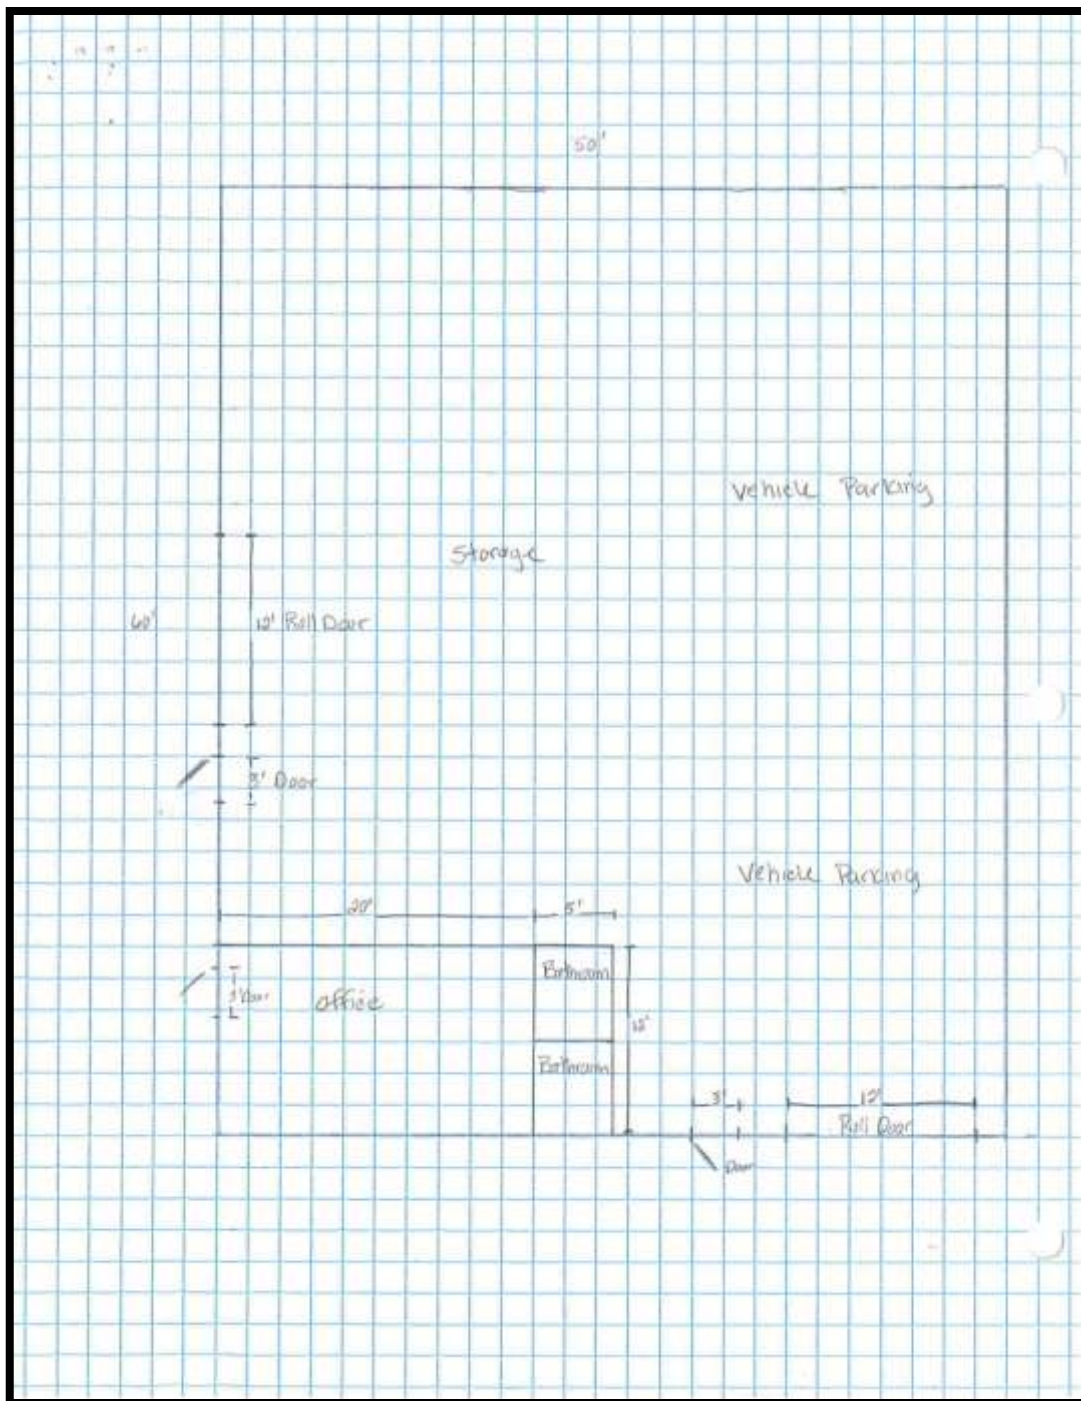 50'
Vehicle Parking
Storage
60'
12' Roll Door
3' Door
Vehicle Parking
20'
5'
Bathroom
3' Door
office
12'
Bathroom
3'
12'
Roll Door
Door